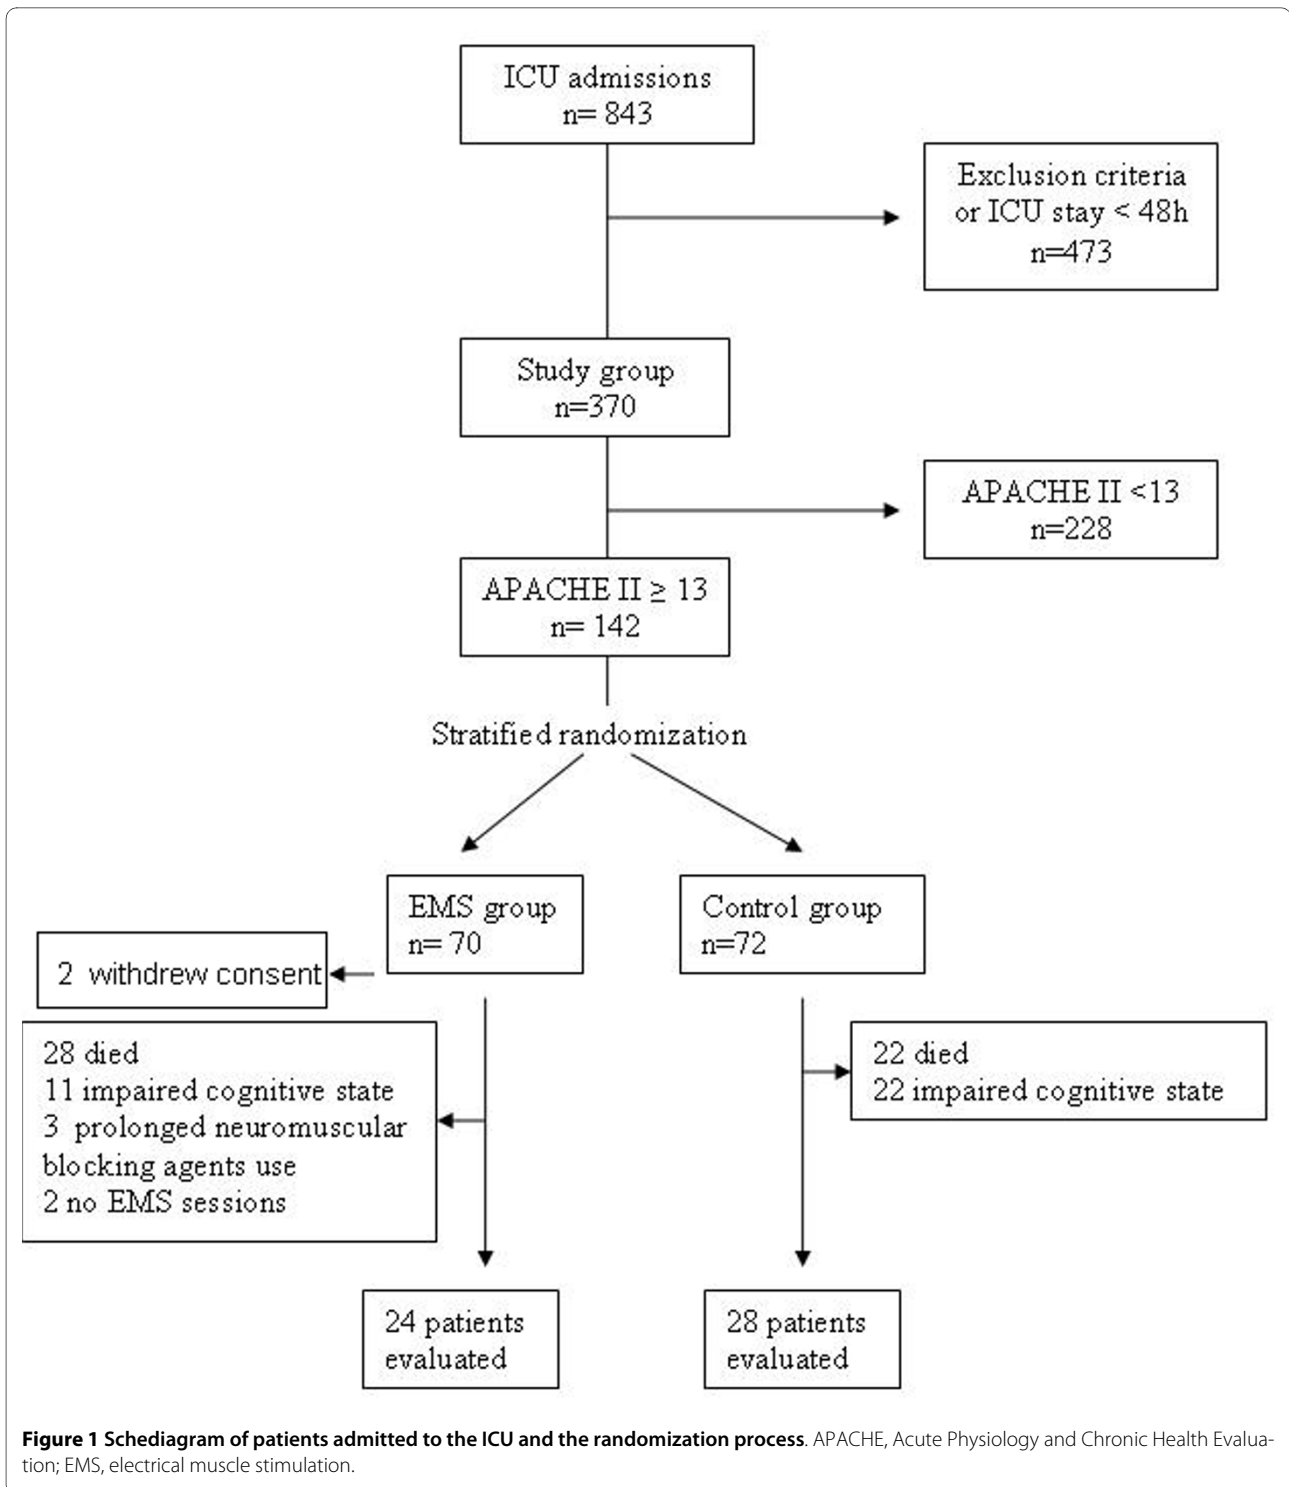 ICU admissions
n= 843
Exclusion criteria
or ICU stay < 48h
n=473
Study group
n=370
APACHE II <13
n=228
APACHE II ≥ 13
n= 142
Stratified randomization
EMS group
n= 70
Control group
n=72
2 withdrew consent
28 died
11 impaired cognitive state
3 prolonged neuromuscular
blocking agents use
2 no EMS sessions
22 died
22 impaired cognitive state
24 patients
evaluated
28 patients
evaluated
Figure 1 Schediagram of patients admitted to the ICU and the randomization process. APACHE, Acute Physiology and Chronic Health Evalua-
tion; EMS, electrical muscle stimulation.